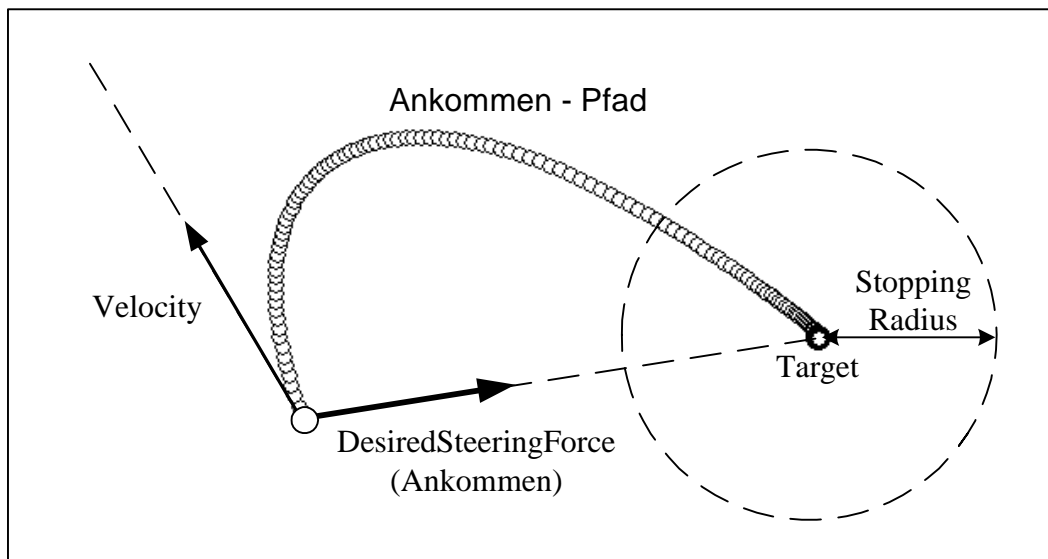 Ankommen - Pfad
Velocity
Stopping
Radius
Target
DesiredSteeringForce
(Ankommen)